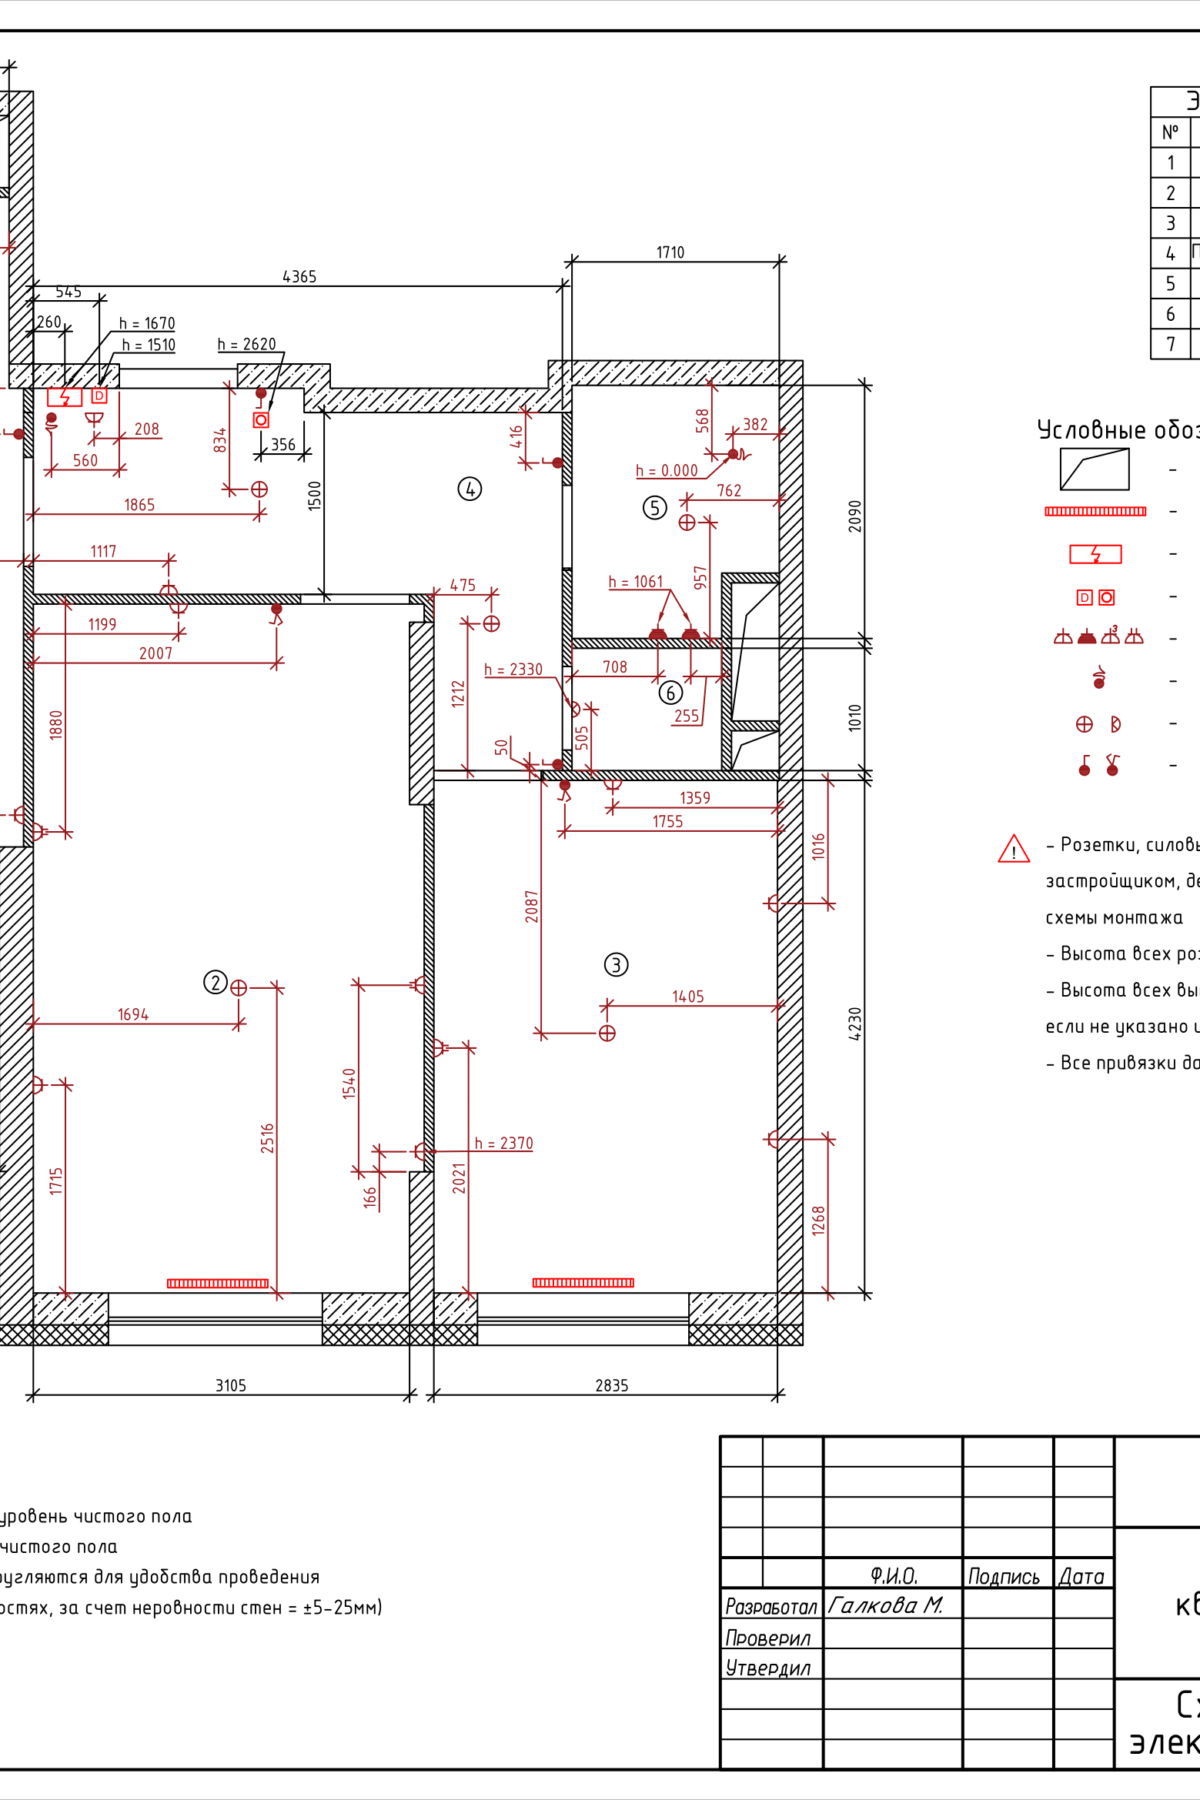 Э
№
1
2
3
4
5
6
7
1710
4365
545
260
h = 1670
h = 1510
h = 2620
D
208
560
834
356
416
568
382
h = 0.000
4
5
762
1865
1500
2090
1117
475
h = 1061
957
1199
2007
h = 2330
708
6
255
1212
1880
50
505
1010
1359
1755
1016
2087
2
3
1694
1405
4230
1540
2516
h = 2370
1715
166
2021
1268
3105
2835
Условные обоз
-
-
-
D
-
3
-
-
-
-
!
- Розетки, силовы
застройщиком, де
схемы монтажа
- Высота всех роз
- Высота всех вы
если не указано и
- Все привязки да
уровень чистого пола
чистого пола
ругляются для удобства проведения
остях, за счет неровности стен = ±5-25мм)
Ф.И.О.
Подпись
Дата
Разработал
Галкова М.
Проверил
Утвердил
кв
Сх
элек